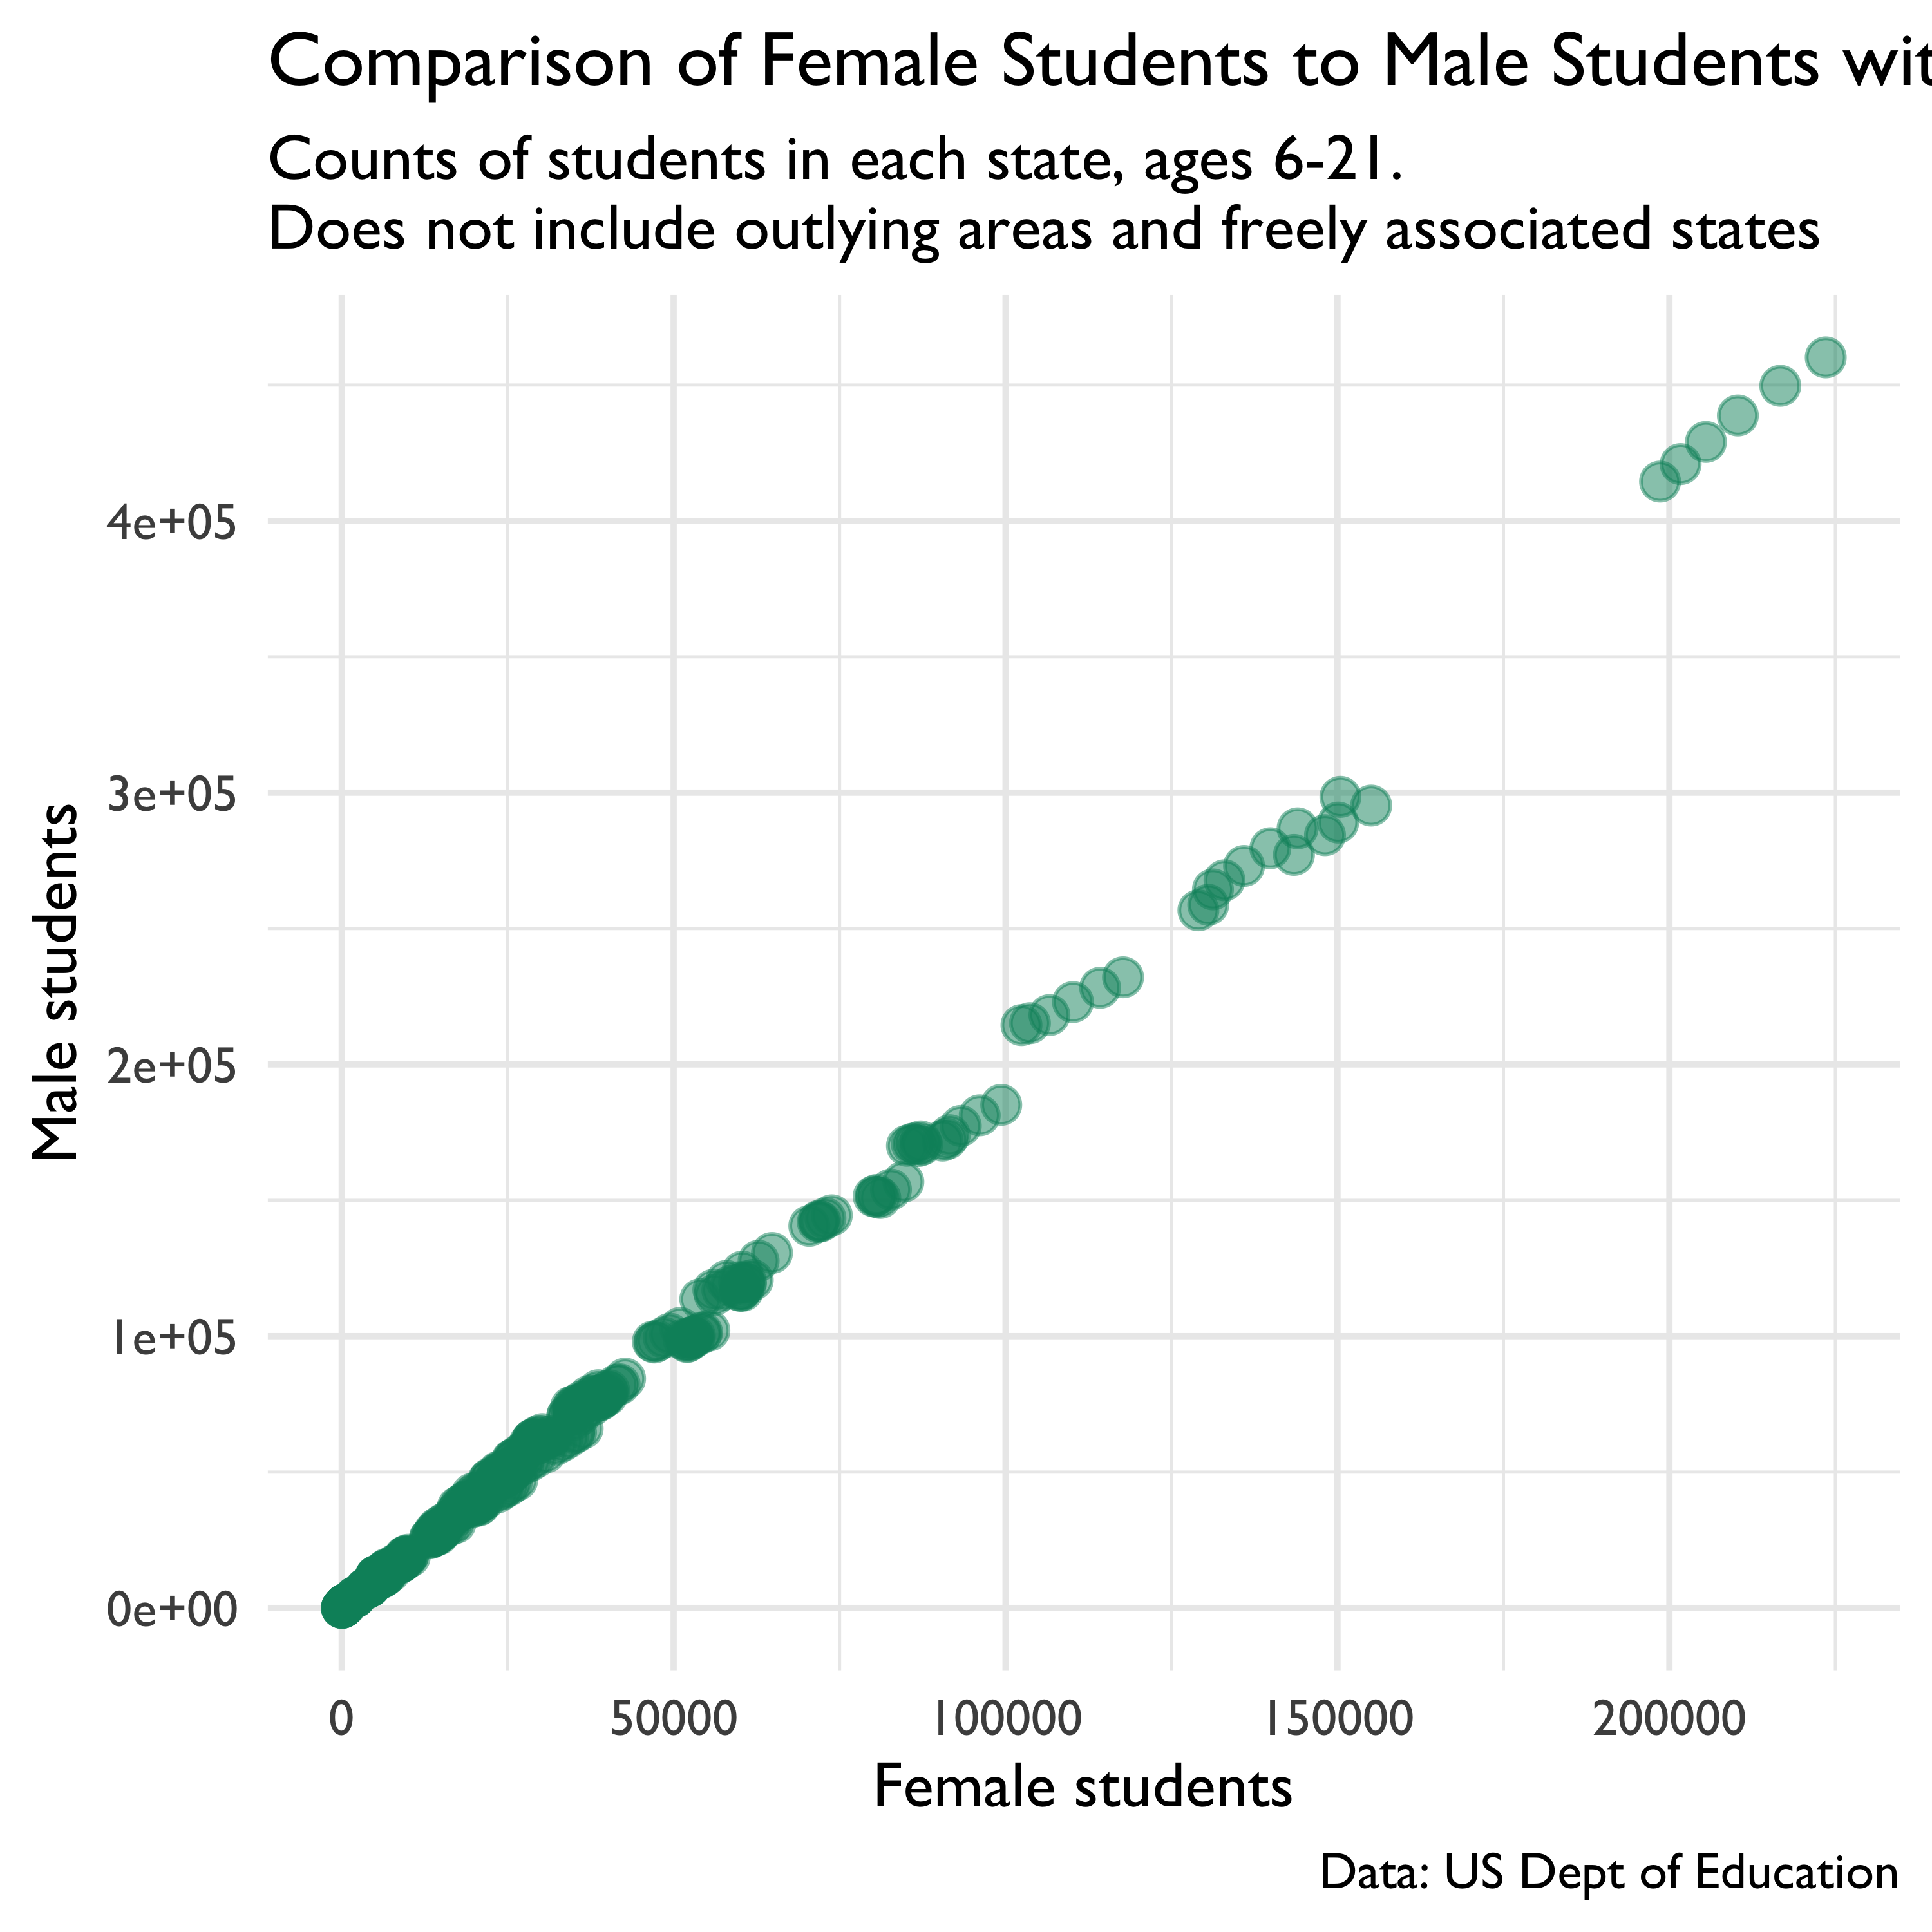 Comparison of Female Students to Male Students
Counts of students in each state, ages 6-21.
Does not include outlying areas and freely associated states
Male students
4e+05
3e+05
2e+05
1e+05
0e+00
0 50000 100000 150000 200000
Female students
Data: US Dept of Education